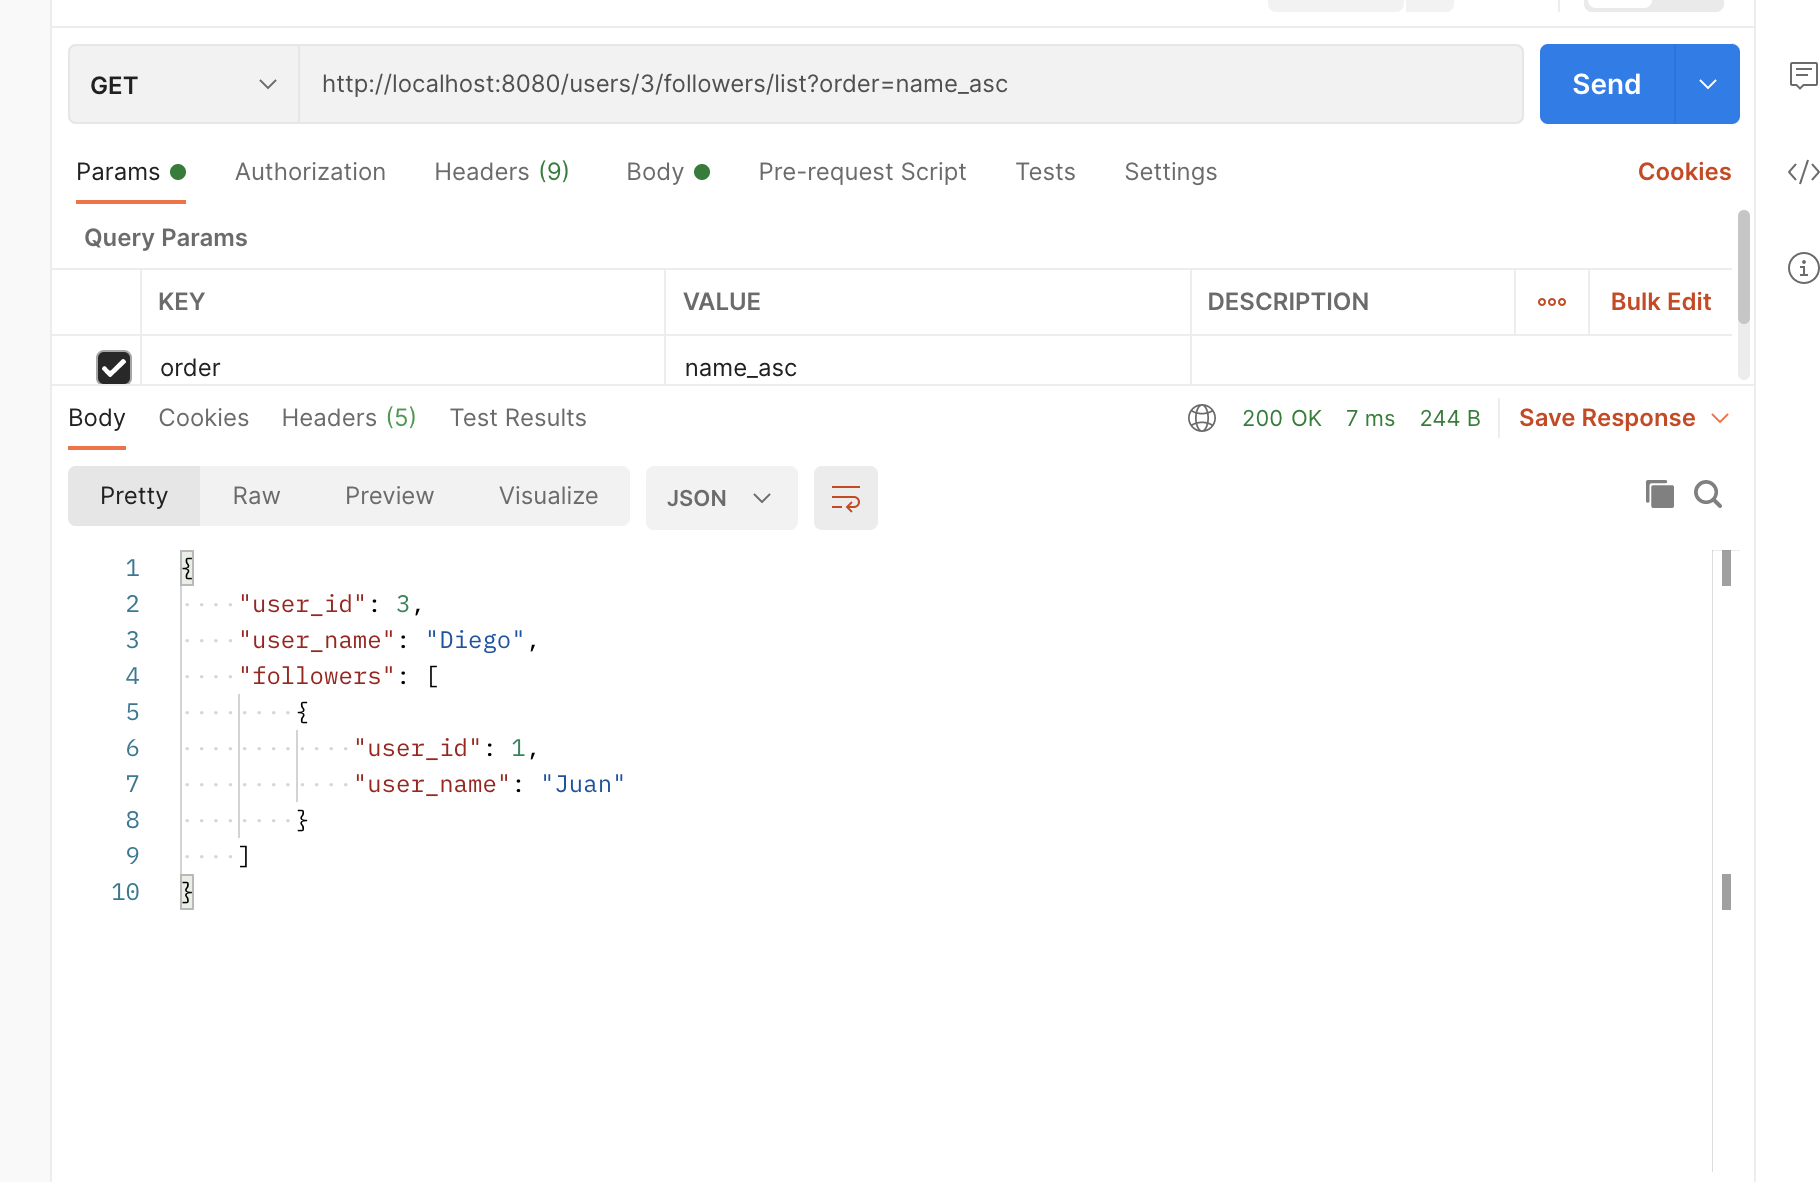 GET http://localhost:8080/users/3/followers/list?order=name_asc Send
Params Authorization Headers (9) Body Pre-request Script Tests Settings Cookies
Query Params
KEY VALUE DESCRIPTION ooo Bulk Edit
order name_asc
Body Cookies Headers (5) Test Results 200 OK 7 ms 244 B Save Response
Pretty Raw Preview Visualize JSON
1 {
2 "user_id": 3,
3 "user_name": "Diego",
4 "followers": [
5 {
6 "user_id": 1,
7 "user_name": "Juan"
8 }
9 ]
10 }